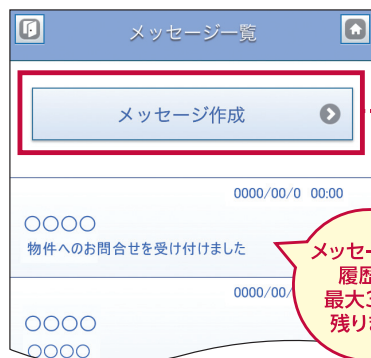 メッセージ一覧
メッセージ作成
0000/00/0 00:00
○○○○
物件へのお問合せを受け付けました
0000/00/
○○○○
○○○○
メッセー
履歴
最大3
残りま